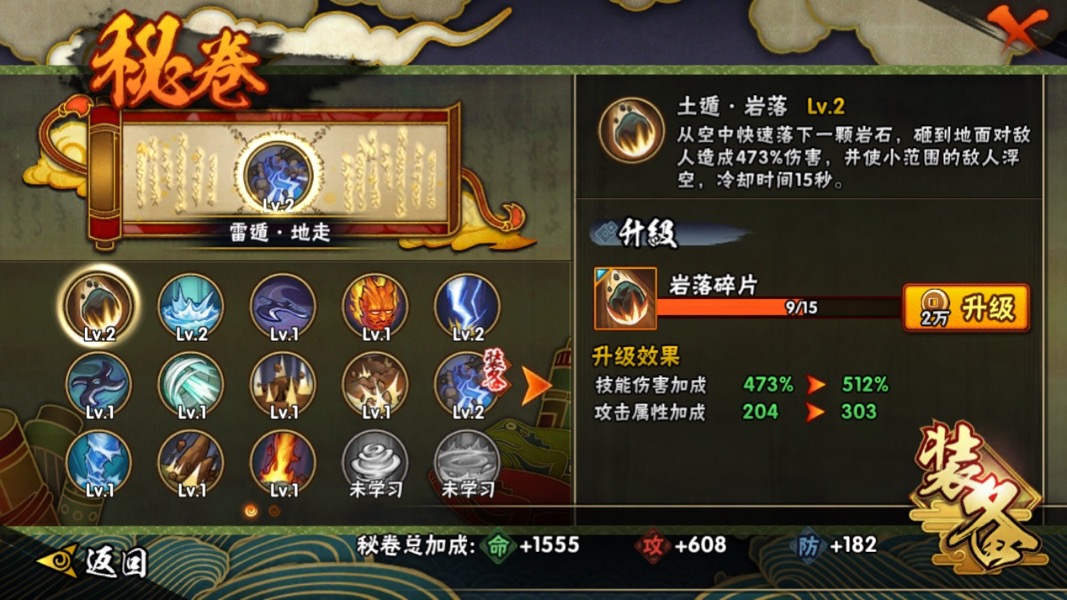 秘卷
Lv.2
雷遁·地走
土遁·岩落 Lv.2
从空中快速落下一颗岩石，砸到地面对敌
人造成473%伤害，并使小范围的敌人浮
空，冷却时间15秒。
升级
岩落碎片
9/15
2万 升级
升级效果
技能伤害加成 473% 512%
攻击属性加成 204 303
Lv.2 Lv.2 Lv.1 Lv.1 Lv.2
装备
Lv.1 Lv.1 Lv.1 Lv.1 Lv.2
Lv.1 Lv.1 Lv.1 未学习 未学习
装备
返回
秘卷总加成: 命 +1555 攻 +608 防 +182